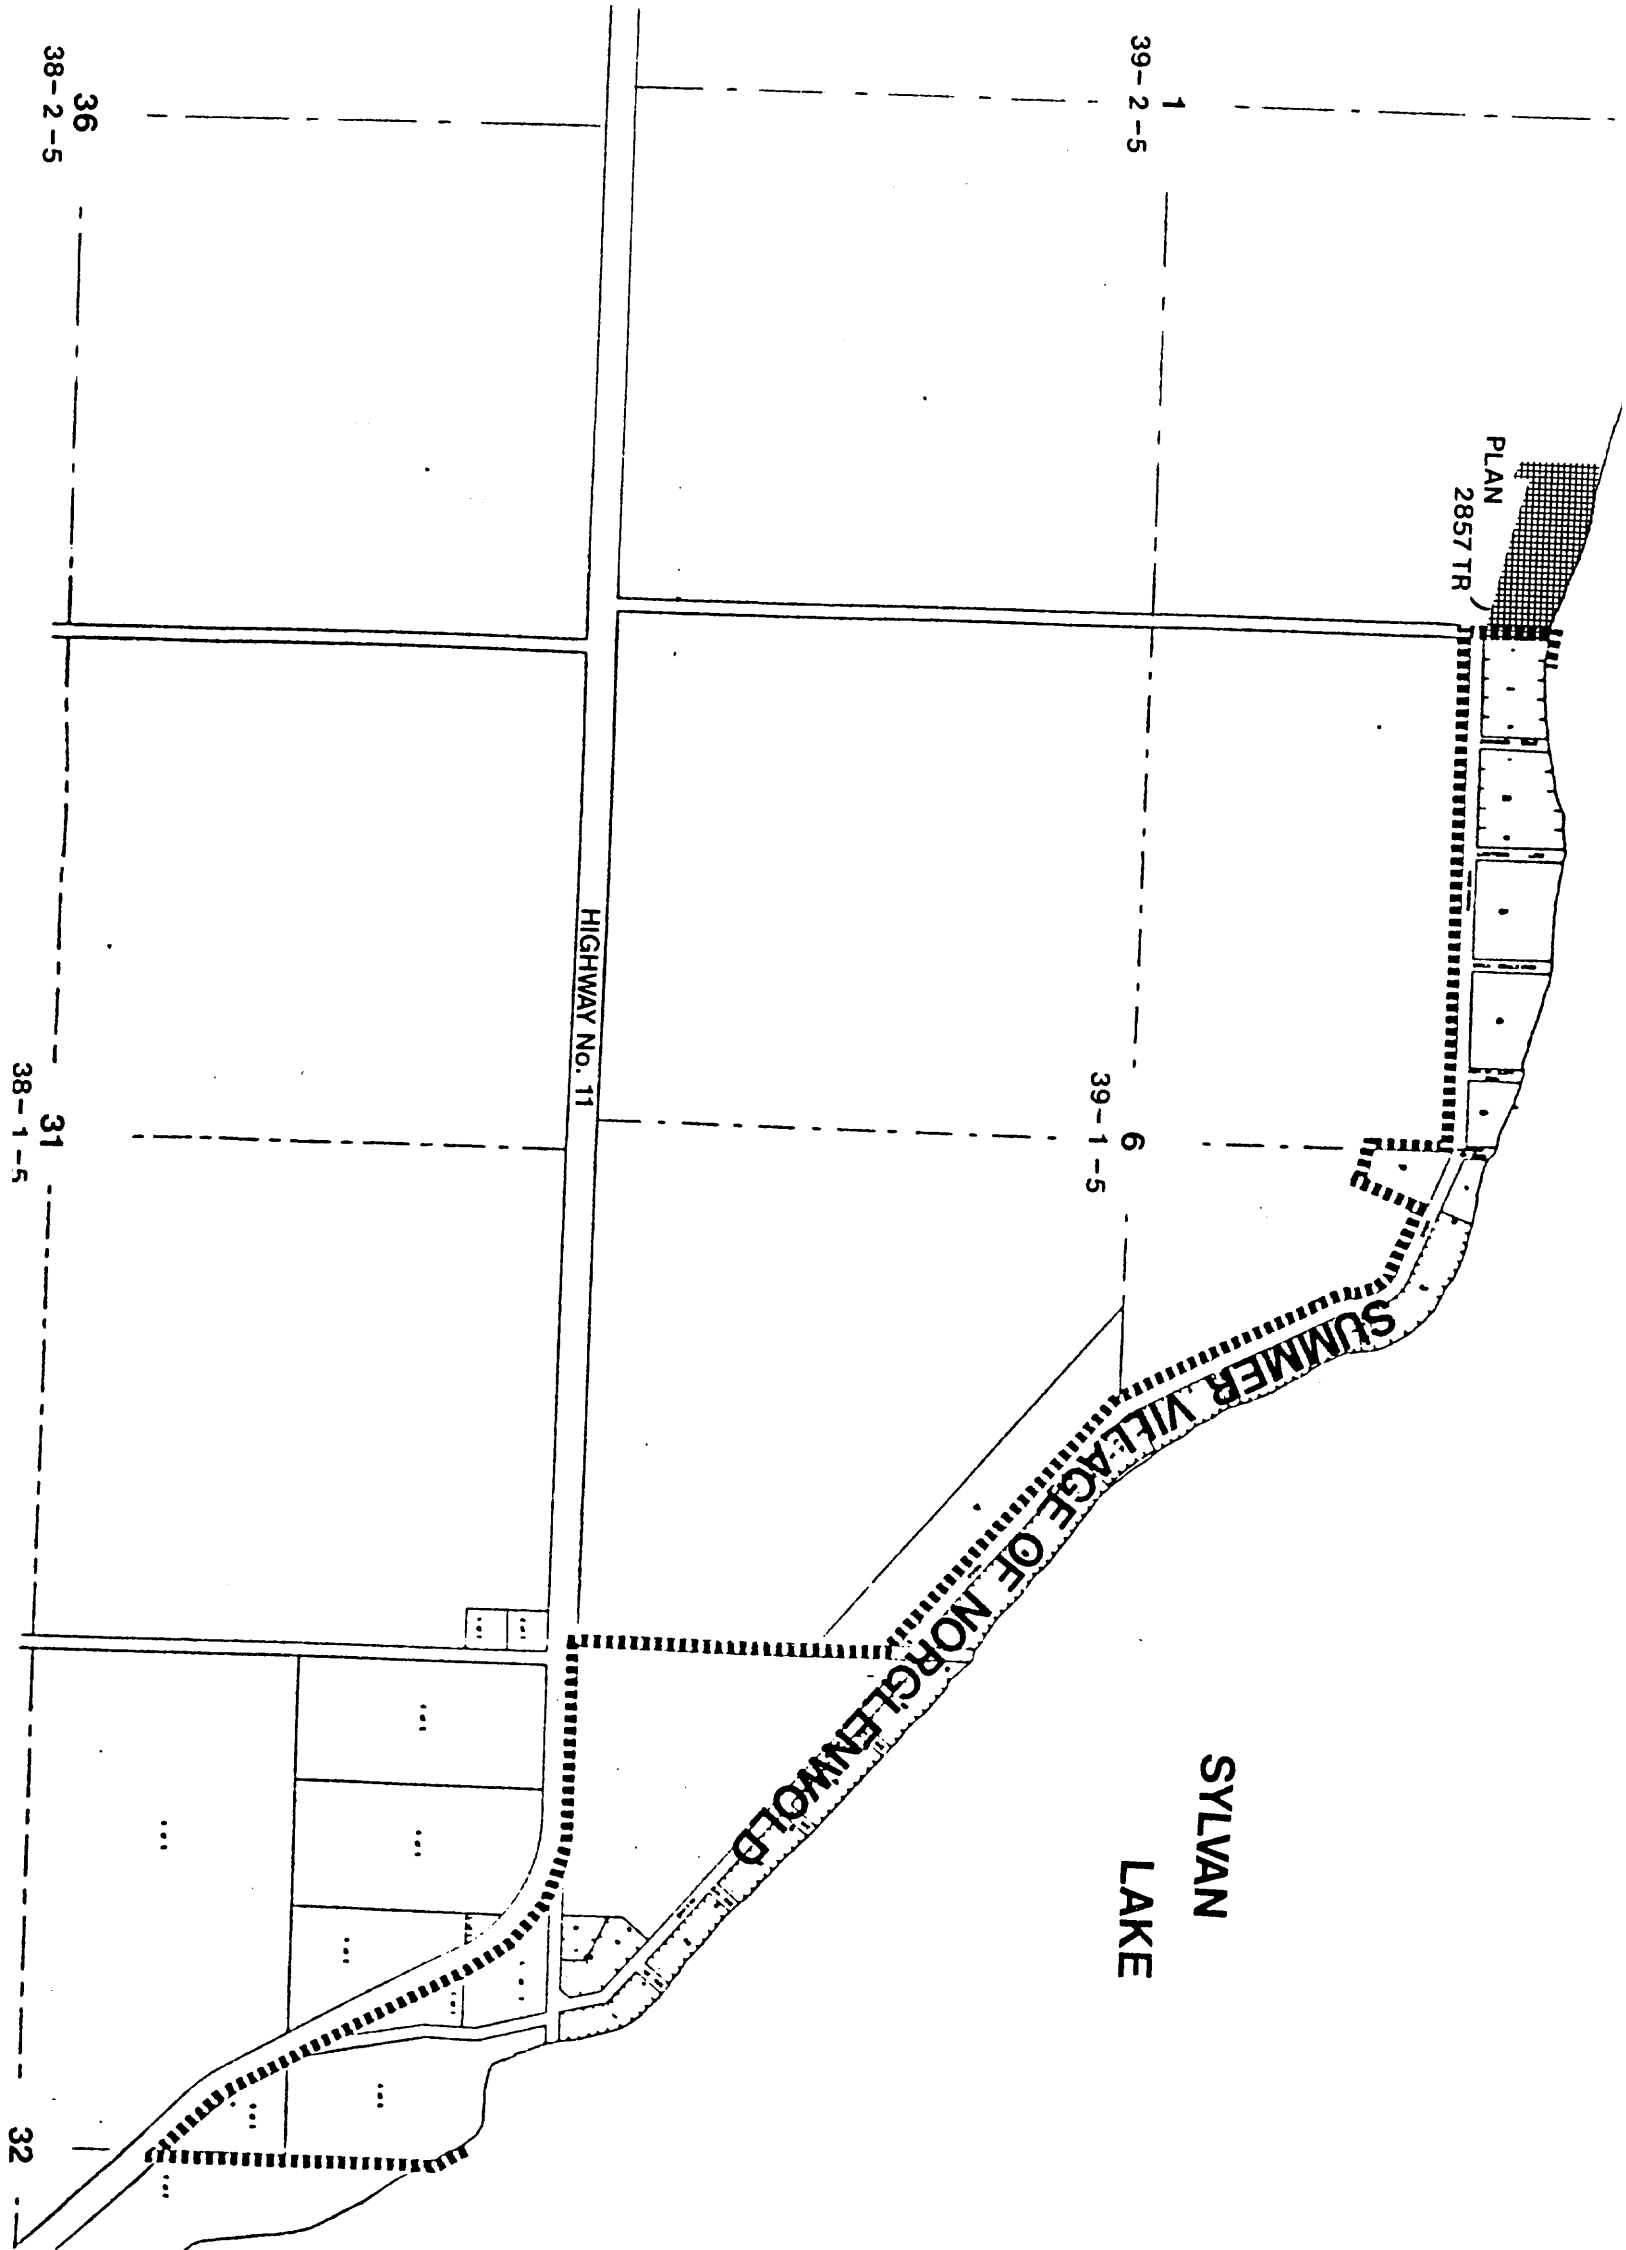 PLAN
2857 TR
1
39-2-5
6
39-1-5
SUMMER VILLAGE OF NORGLENWOLD
SYLVAN
LAKE
HIGHWAY No. 11
36
38-2-5
31
38-1-5
32